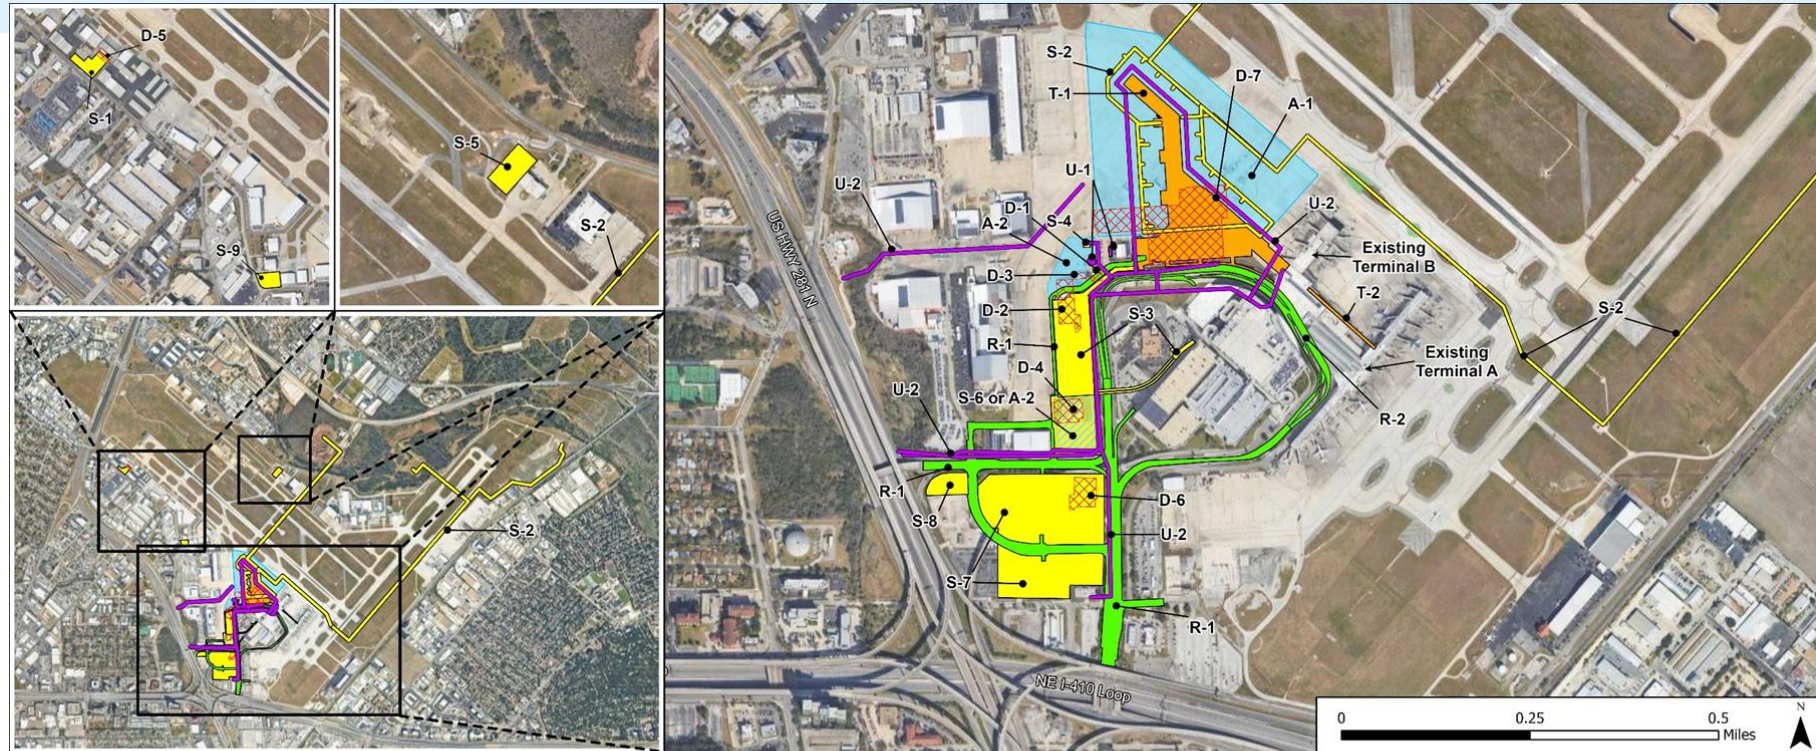 D-5
S-1
S-9
S-5
S-2
S-2
S-2
T-1
D-7
A-1
U-1
U-2
D-1
S-4
A-2
U-2
D-3
Existing
Terminal B
D-2
S-3
T-2
S-2
R-1
D-4
Existing
Terminal A
U-2
S-6 or A-2
R-2
R-1
S-8
D-6
U-2
S-7
R-1
US HWY 281 N
NE I-410 Loop
0
0.25
0.5
Miles
N